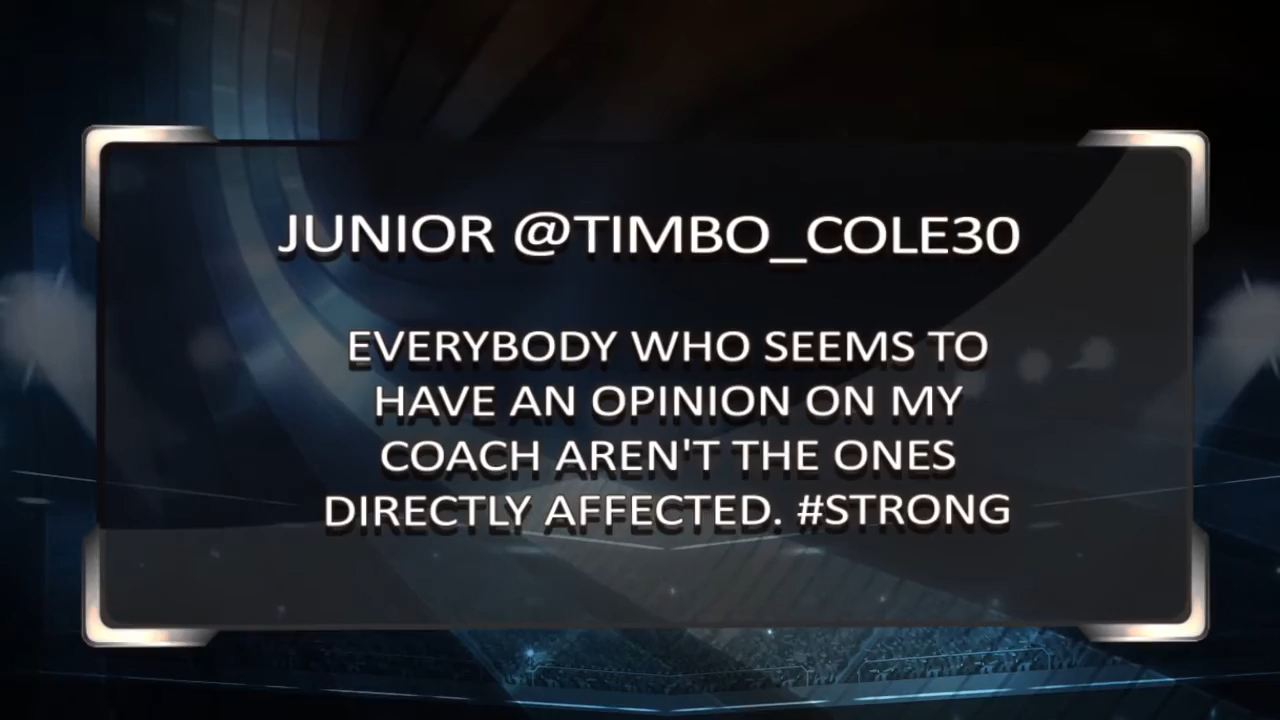 JUNIOR @TIMBO_COLE30
EVERYBODY WHO SEEMS TO
HAVE AN OPINION ON MY
COACH AREN'T THE ONES
DIRECTLY AFFECTED. #STRONG